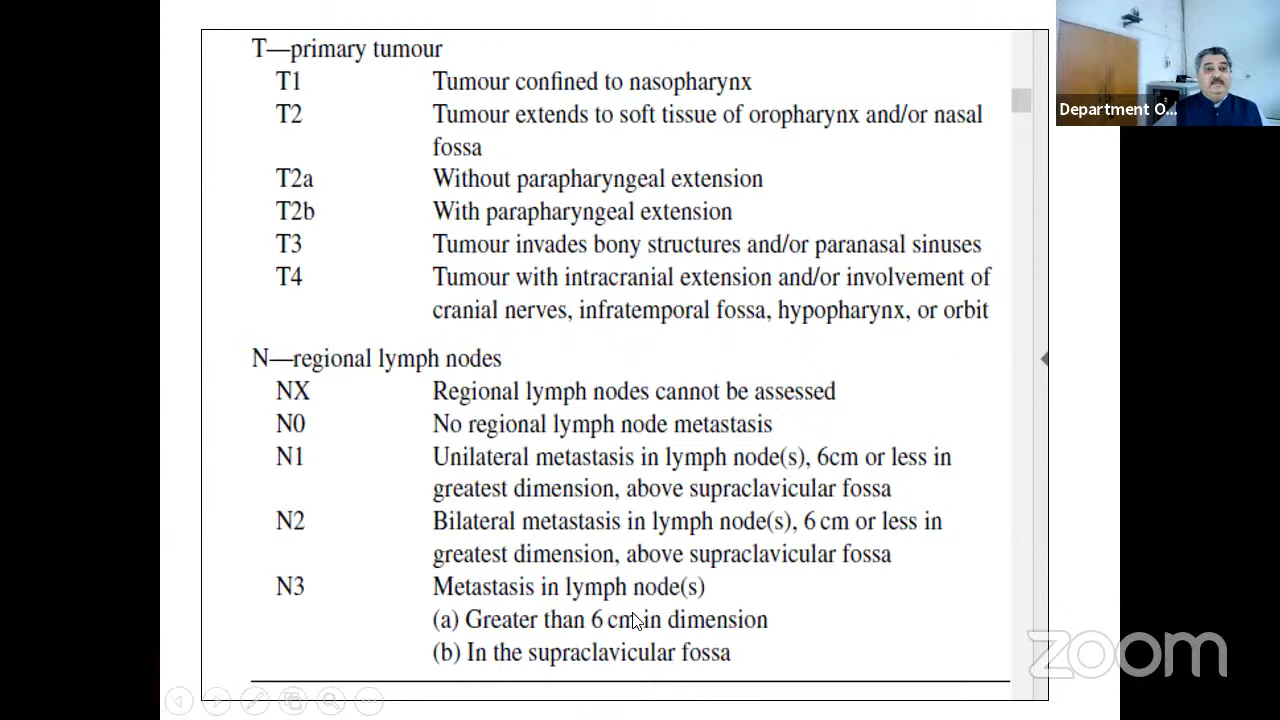 T—primary tumour
T1 Tumour confined to nasopharynx
T2 Tumour extends to soft tissue of oropharynx and/or nasal
fossa
T2a Without parapharyngeal extension
T2b With parapharyngeal extension
T3 Tumour invades bony structures and/or paranasal sinuses
T4 Tumour with intracranial extension and/or involvement of
cranial nerves, infratemporal fossa, hypopharynx, or orbit
N—regional lymph nodes
NX Regional lymph nodes cannot be assessed
N0 No regional lymph node metastasis
N1 Unilateral metastasis in lymph node(s), 6cm or less in
greatest dimension, above supraclavicular fossa
N2 Bilateral metastasis in lymph node(s), 6 cm or less in
greatest dimension, above supraclavicular fossa
N3 Metastasis in lymph node(s)
(a) Greater than 6 cm in dimension
(b) In the supraclavicular fossa
Department O...
zoom